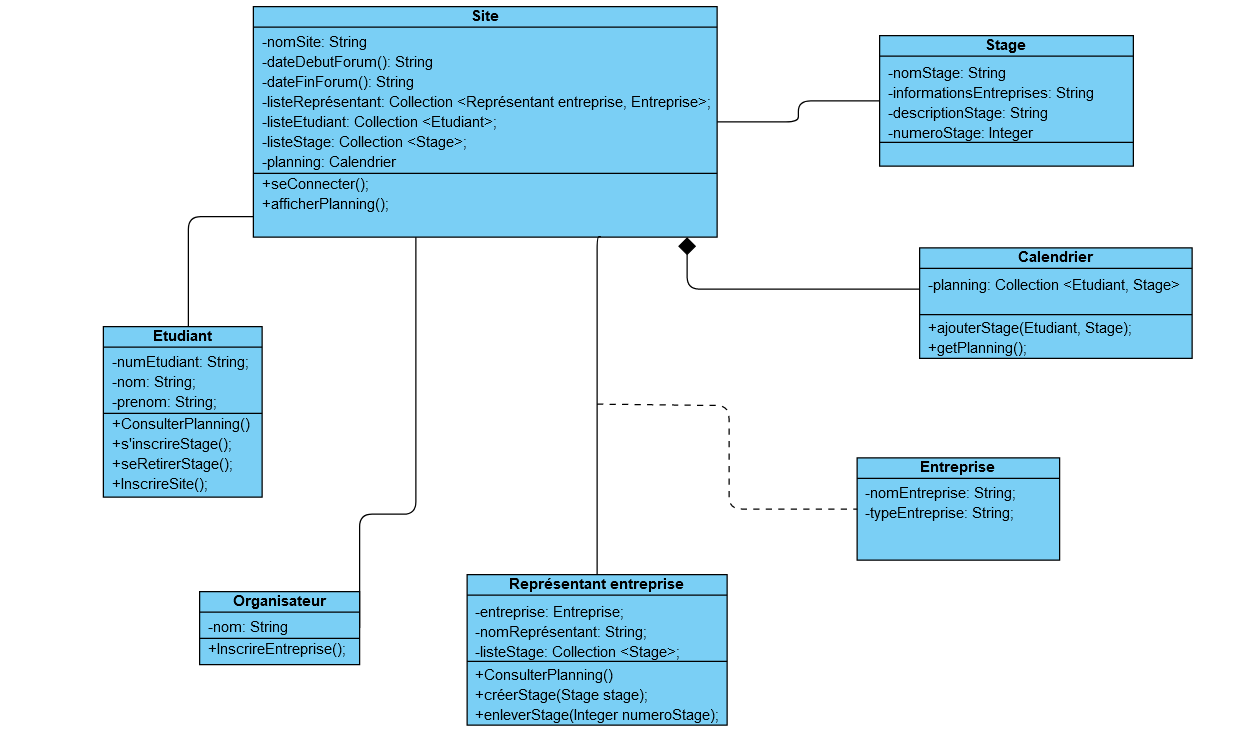 Site
-nomSite: String
-dateDebutForum(): String
-dateFinForum(): String
-listeReprésentant: Collection <Représentant entreprise, Entreprise>;
-listeEtudiant: Collection <Etudiant>;
-listeStage: Collection <Stage>;
-planning: Calendrier
+seConnecter();
+afficherPlanning();
Stage
-nomStage: String
-informationsEntreprises: String
-descriptionStage: String
-numeroStage: Integer
Calendrier
-planning: Collection <Etudiant, Stage>
+ajouterStage(Etudiant, Stage);
+getPlanning();
Etudiant
-numEtudiant: String;
-nom: String;
-prenom: String;
+ConsulterPlanning()
+s'inscrireStage();
+seRetirerStage();
+InscrireSite();
Entreprise
-nomEntreprise: String;
-typeEntreprise: String;
Organisateur
-nom: String
+InscrireEntreprise();
Représentant entreprise
-entreprise: Entreprise;
-nomReprésentant: String;
-listeStage: Collection <Stage>;
+ConsulterPlanning()
+créerStage(Stage stage);
+enleverStage(Integer numeroStage);